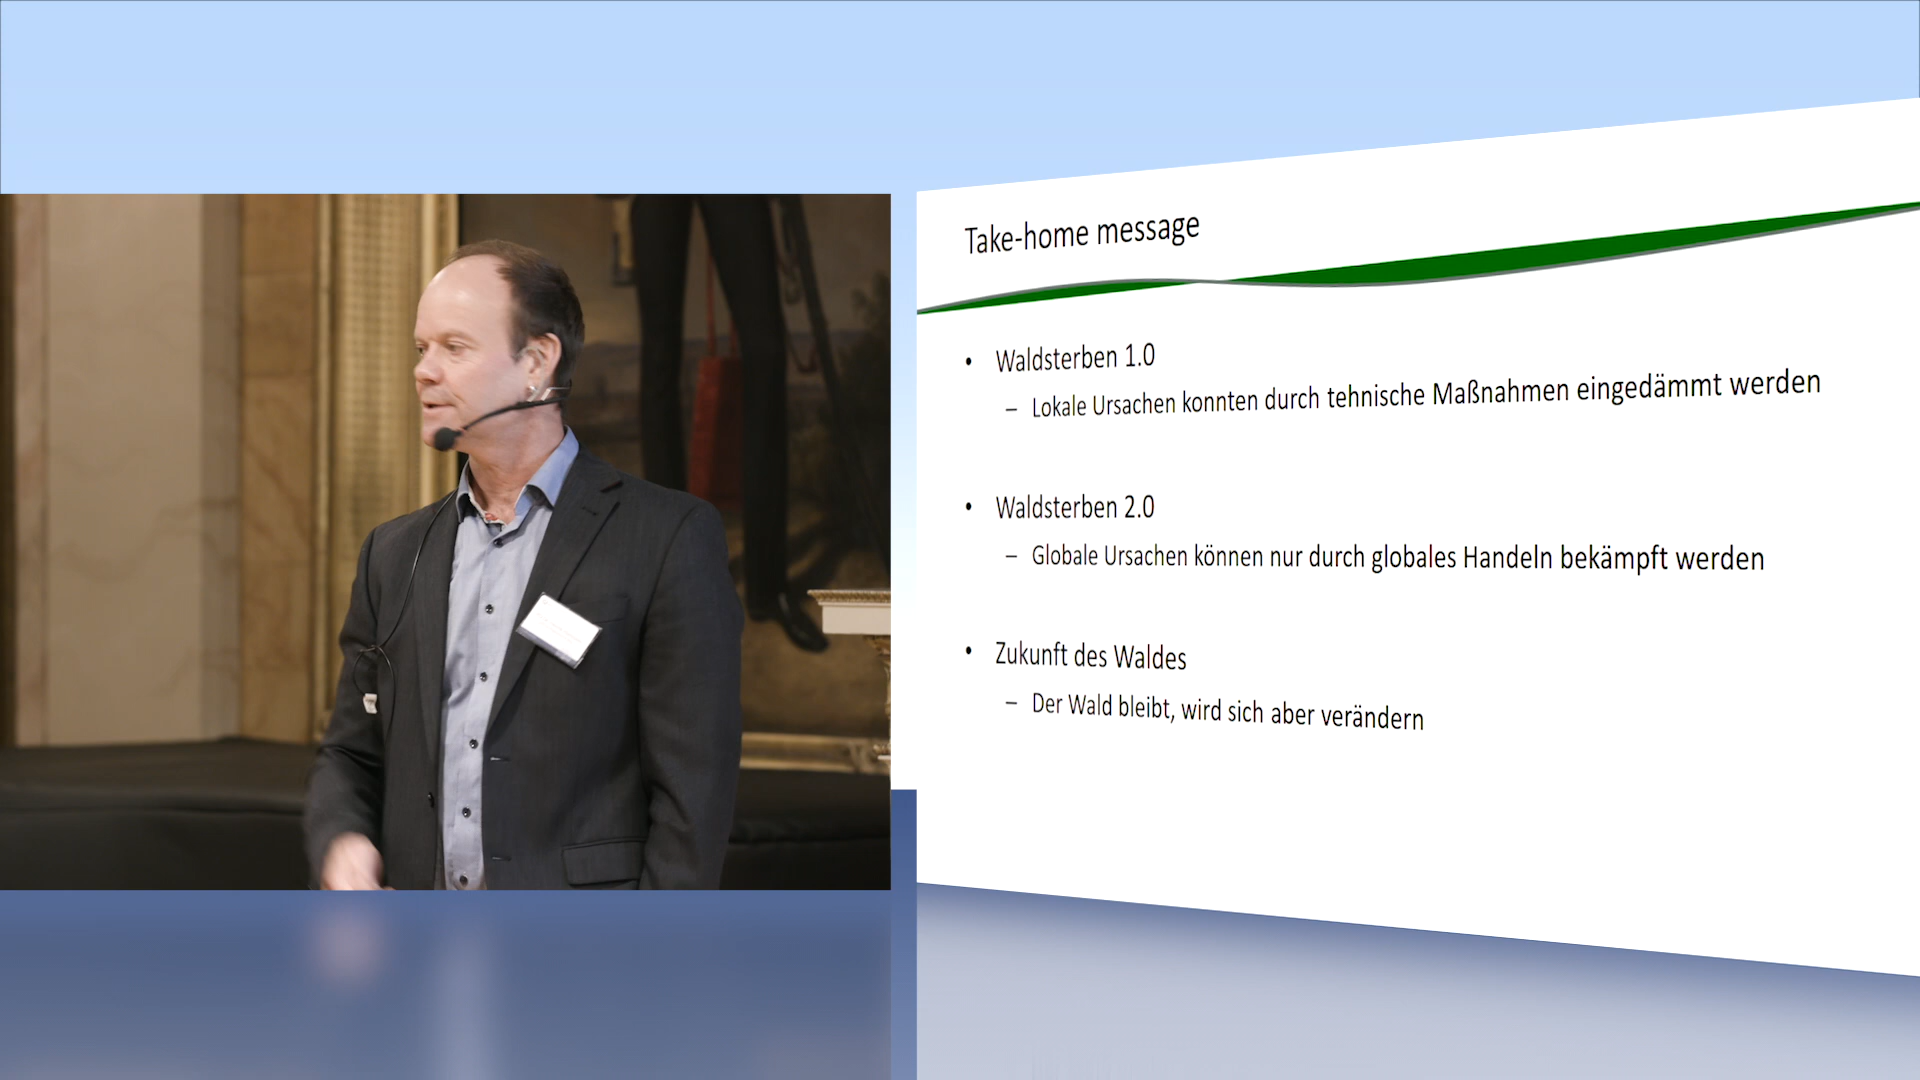 Take-home message
• Waldsterben 1.0
– Lokale Ursachen konnten durch tehnische Maßnahmen eingedämmt werden
• Waldsterben 2.0
– Globale Ursachen können nur durch globales Handeln bekämpft werden
• Zukunft des Waldes
– Der Wald bleibt, wird sich aber verändern